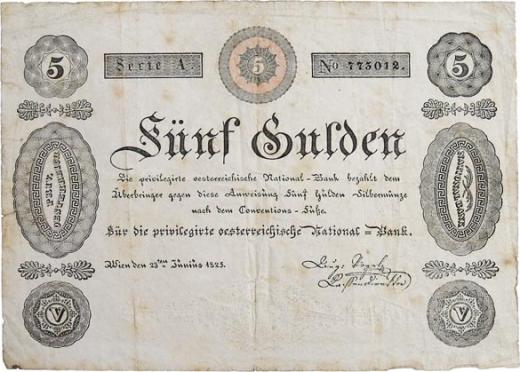 5 Serie A. 5 No 773012. 5
Fünf Gulden
Die privilegirte oesterreichische National-Bank bezahlt dem
Überbringer gegen diese Anweisung Fünf Gulden Silbermünze
nach dem Conventions-Fuße.
Für die privilegirte oesterreichische National-Bank.
Wien den 23ten Junius 1825.
V V